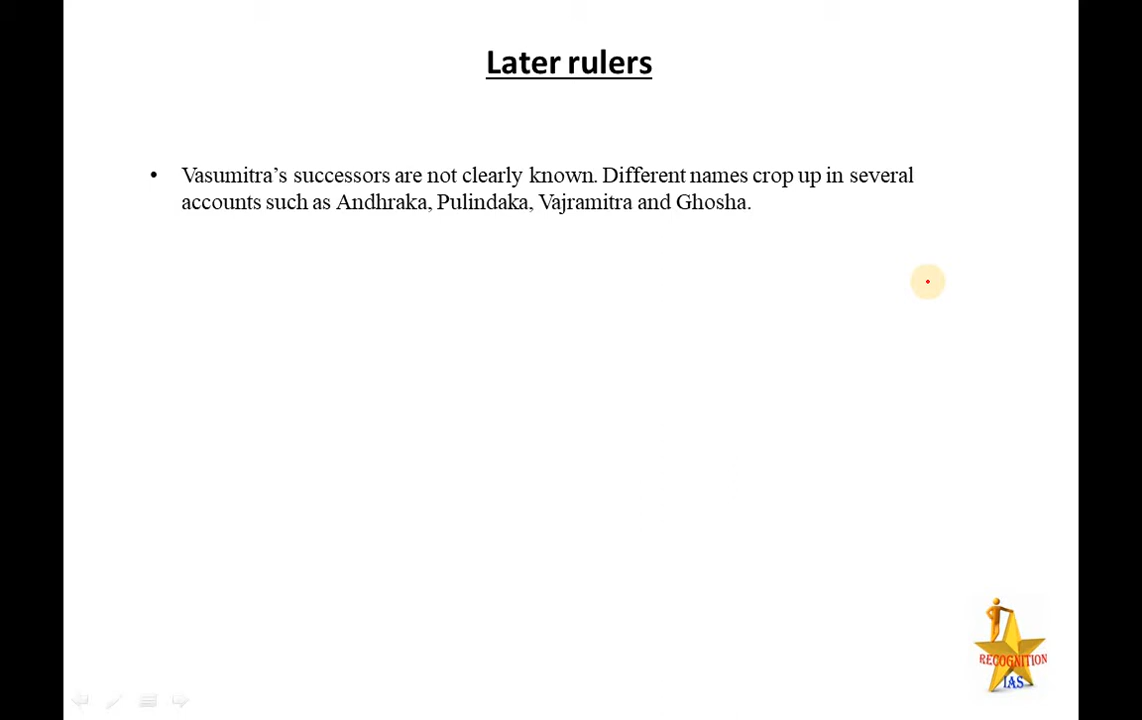 Later rulers
• Vasumitra’s successors are not clearly known. Different names crop up in several
accounts such as Andhraka, Pulindaka, Vajramitra and Ghosha.
RECOGNITION
IAS